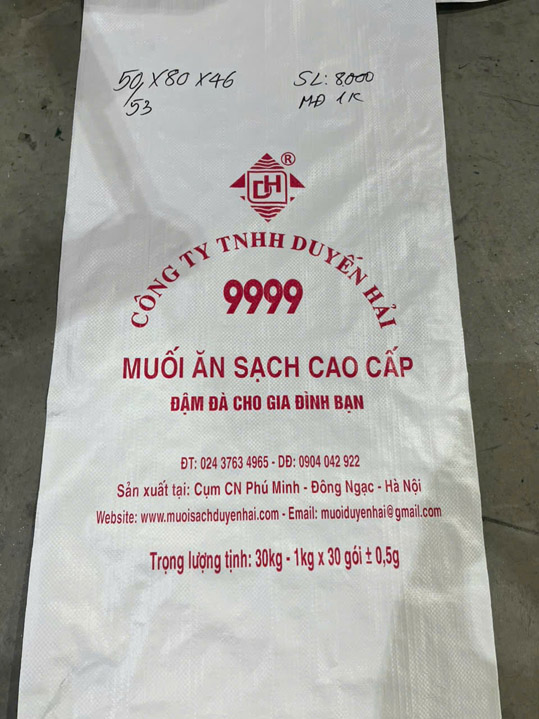 50 X 80 X 46
53
SL: 8000
MĐ 1K
DH ®
CÔNG TY TNHH DUYẾN HẢI
9999
MUỐI ĂN SẠCH CAO CẤP
ĐẬM ĐÀ CHO GIA ĐÌNH BẠN
ĐT: 024 3763 4965 - DĐ: 0904 042 922
Sản xuất tại: Cụm CN Phú Minh - Đông Ngạc - Hà Nội
Website: www.muoisachduyenhai.com - Email: muoiduyenhai@gmail.com
Trọng lượng tịnh: 30kg - 1kg x 30 gói ± 0,5g